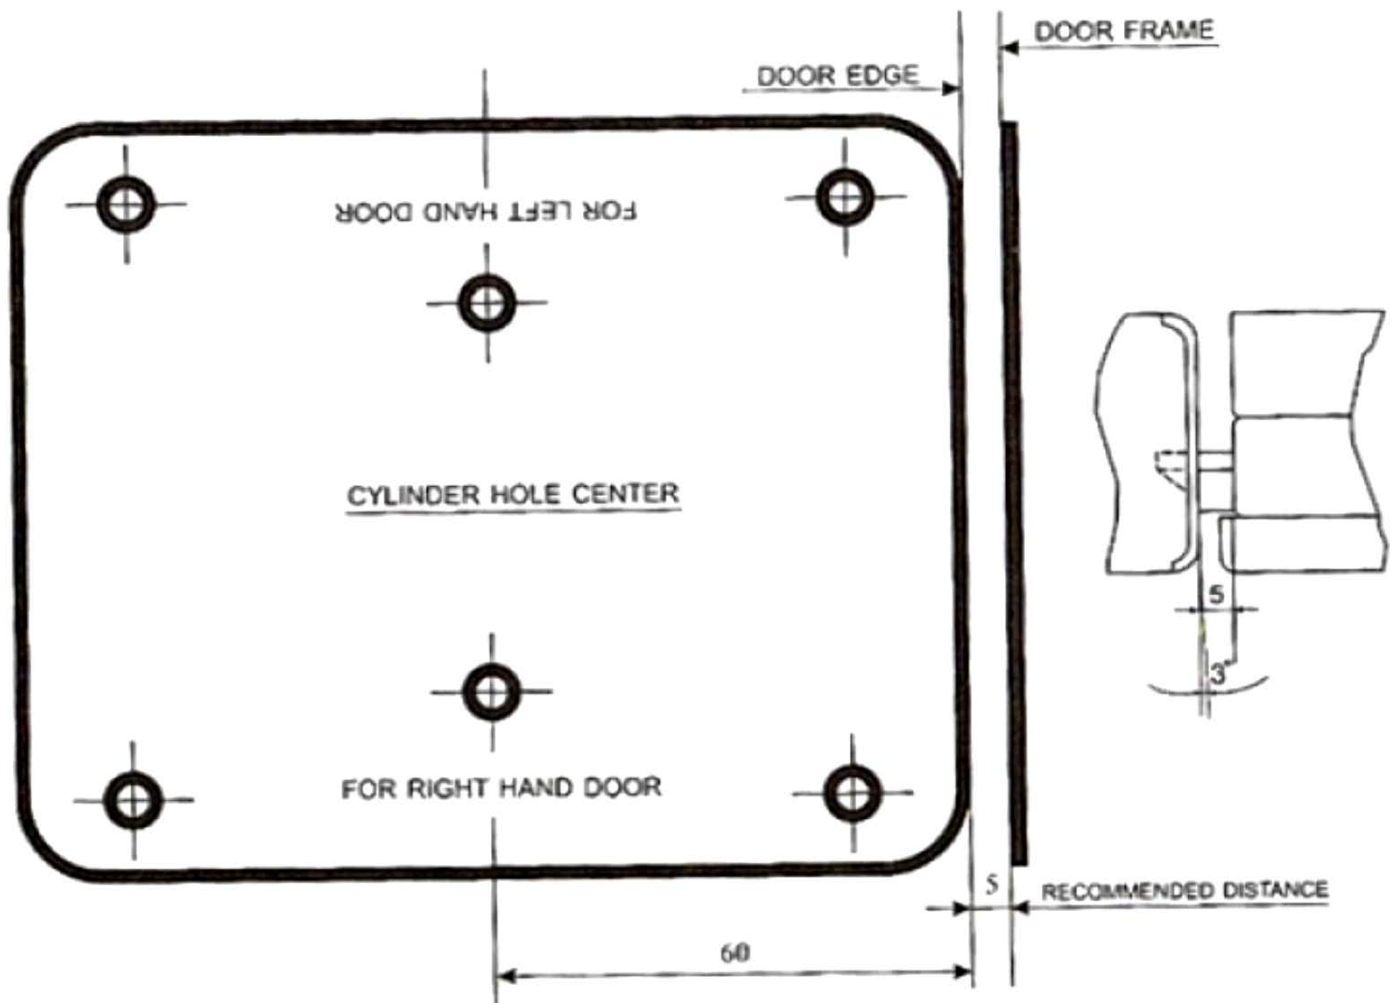 DOOR FRAME
DOOR EDGE
FOR LEFT HAND DOOR
CYLINDER HOLE CENTER
5
3°
FOR RIGHT HAND DOOR
5 RECOMMENDED DISTANCE
60